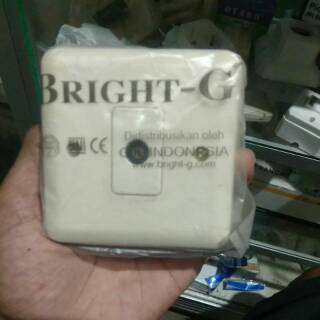 BRIGHT-G
CE
Didistribusikan oleh
INDONESIA
www.bright-g.com